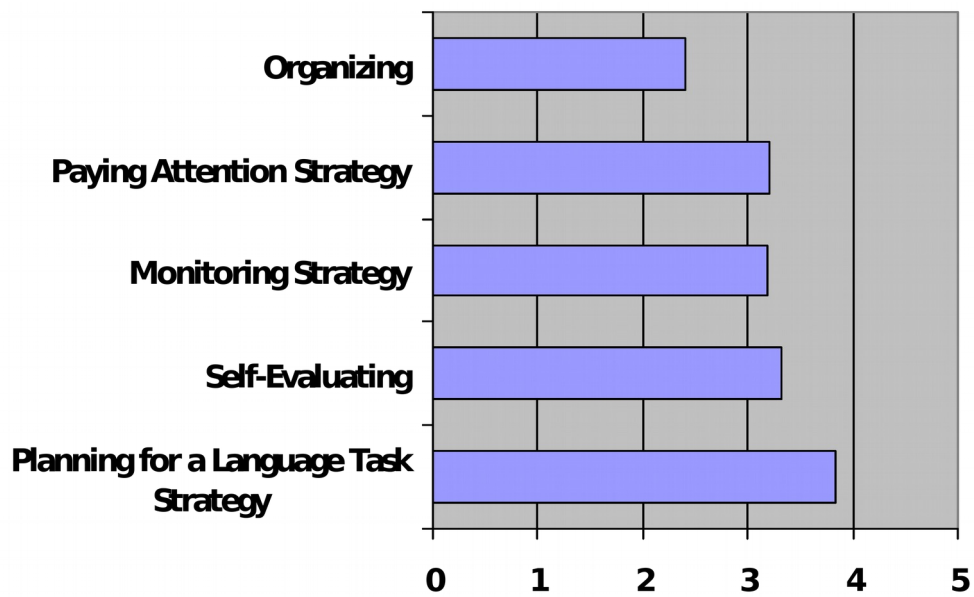 Organizing
Paying Attention Strategy
Monitoring Strategy
Self-Evaluating
Planning for a Language Task
Strategy
0 1 2 3 4 5